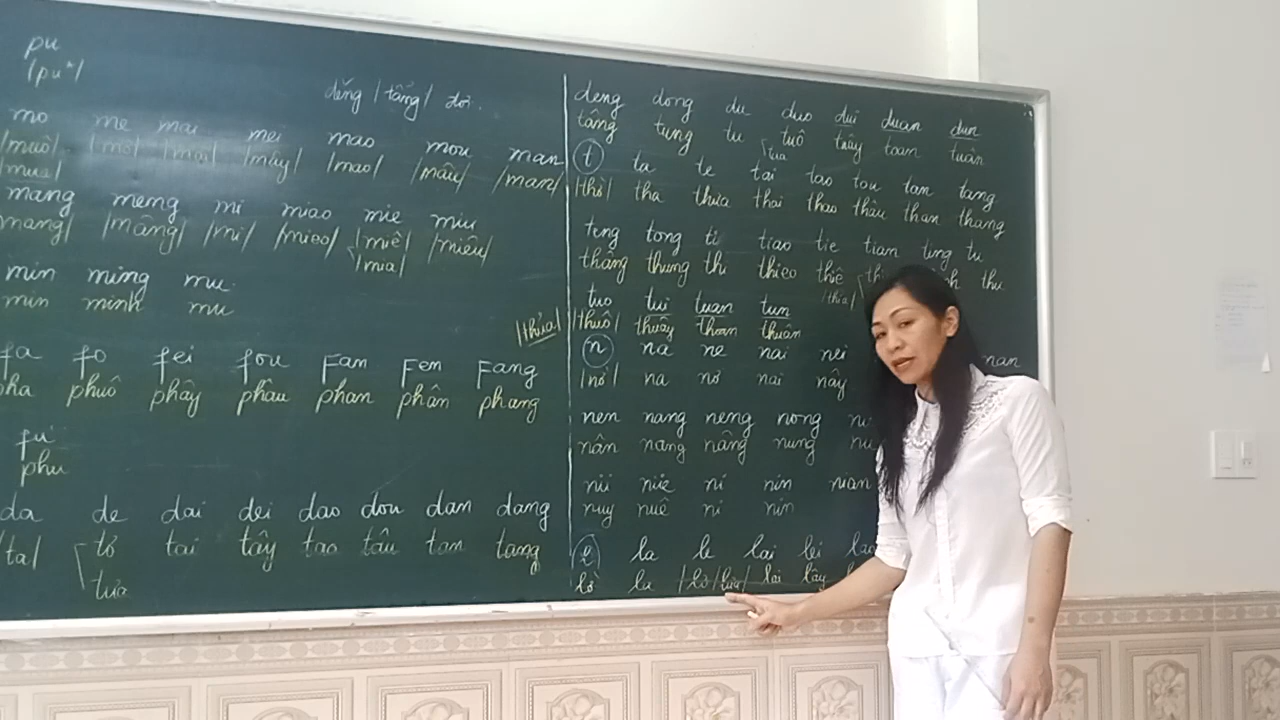 pu
/pu*/
děng /tẩng/ đợi.
mo me mai mei mao mou man
/muô/ /mơ/ /mai/ /mây/ /mao/ /mâu/ /man/
/mua/
mang meng mi miao mie miu
mang/ /mâng/ /mi/ /mieo/ /miê/ /miêu/
/mia/
min ming mu
min minh mu
/thưa/
fa fo fei fou Fan Fen Fang
pha phuô phây phâu phan phân phang
fu
phu
da de dai dei dao dou dan dang
/ta/ tơ tai tây tao tâu tan tang
tưa
deng dong du duo dui duan dun
tâng tung tu tuô tuây toan tuân
tua
t ta te tai tao tou tan tang
/thơ/ tha thưa thai thao thâu than thang
teng tong ti tiao tie tian ting tu
thâng thung thi thieo thiê thu
/thia/
tuo tui tuan tun
/thuô/ thuây thoan thuân
n na ne nai nei nan
/nơ/ na nơ nai nây
nen nang neng nong
nân nang nâng nung
nü nüe ni nin nian
nuy nuê ni nin
l la le lai lei lao
lơ la /lơ/lưa/ lai lây